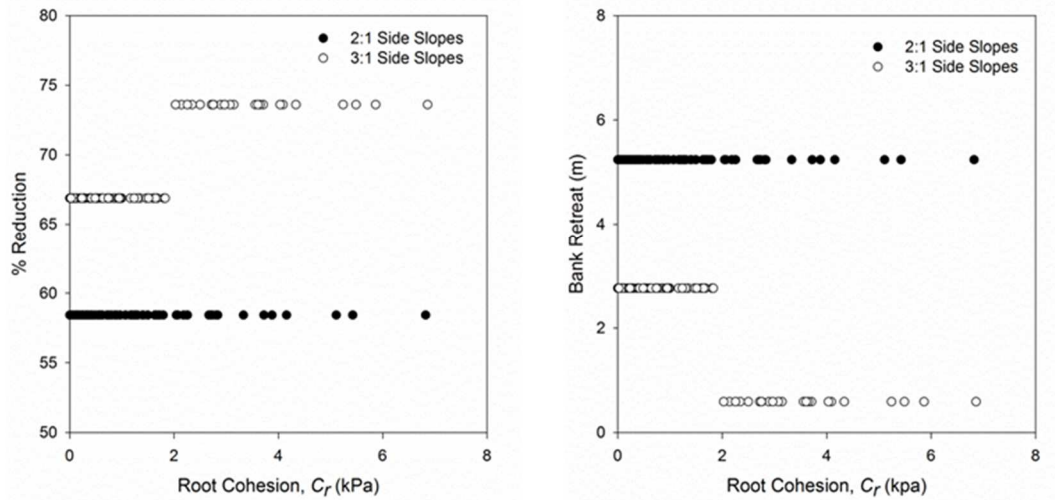 80
75
70
65
60
55
50
% Reduction
2:1 Side Slopes
3:1 Side Slopes
0 2 4 6 8
Root Cohesion, Cr (kPa)
8
6
4
2
0
Bank Retreat (m)
2:1 Side Slopes
3:1 Side Slopes
0 2 4 6 8
Root Cohesion, Cr (kpa)